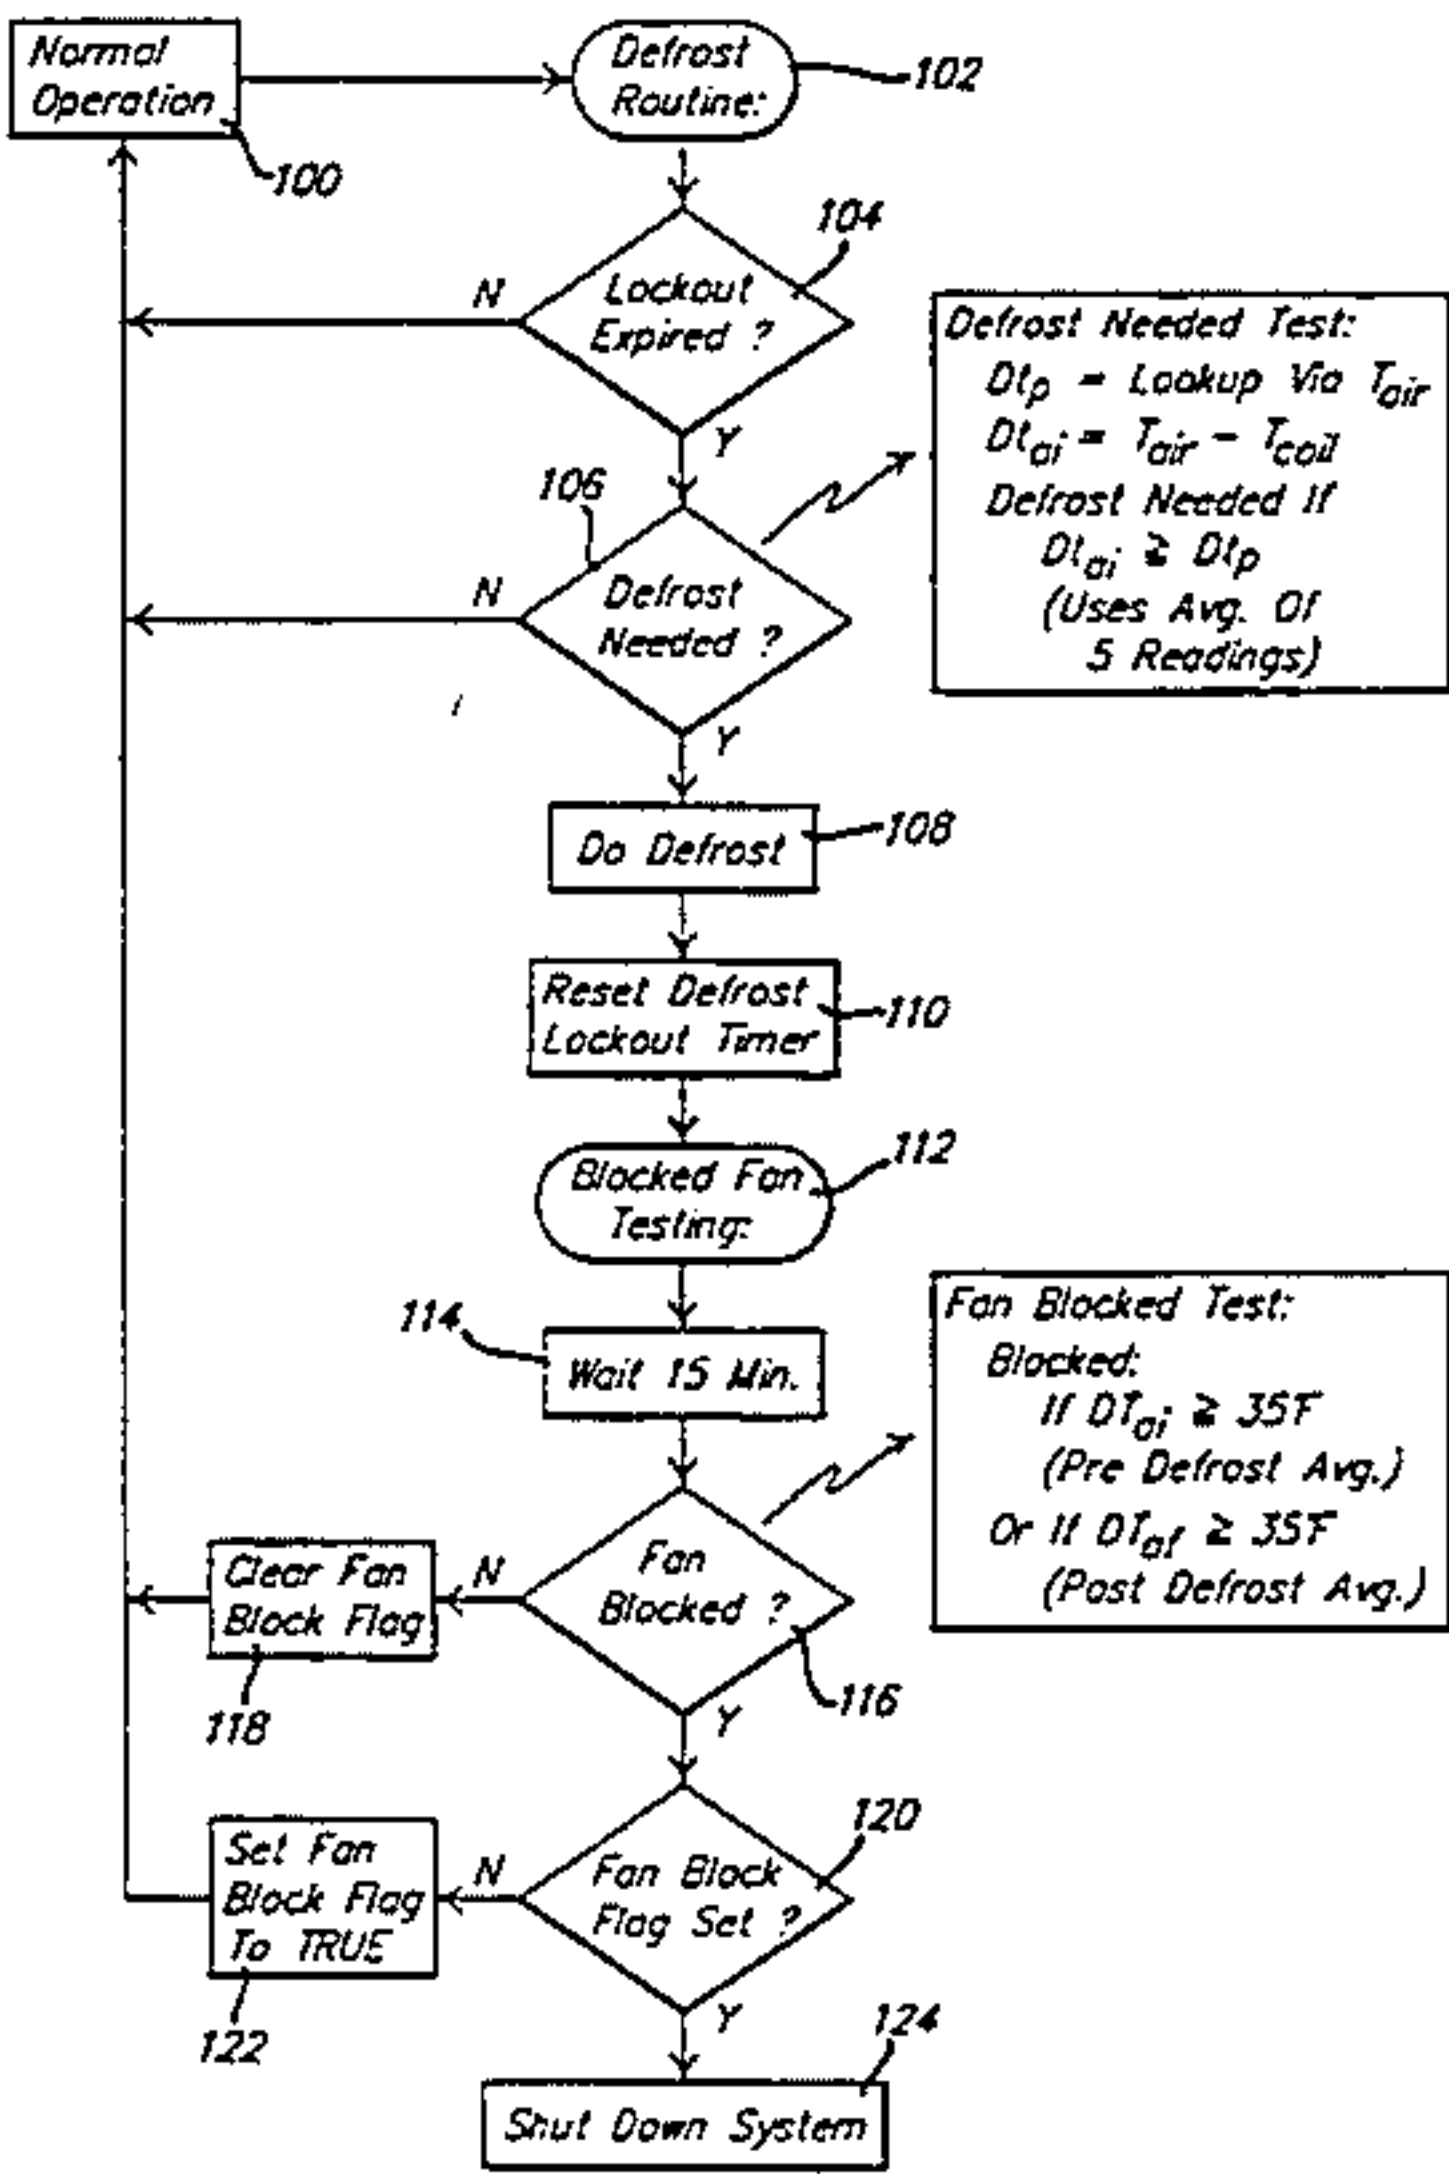 Normal
Operation
100
Defrost
Routine:
102
104
Lockout
Expired ?
N
Y
Defrost Needed Test:
Dtp = Lookup Via Tair
Dtai = Tair - Tcoil
Defrost Needed If
Dtai ≧ Dtp
(Uses Avg. Of
5 Readings)
106
Defrost
Needed ?
N
Y
Do Defrost
108
Reset Defrost
Lockout Timer
110
Blocked Fan
Testing:
112
114
Wait 15 Min.
Fan Blocked Test:
Blocked:
If DTai ≧ 35°F
(Pre Defrost Avg.)
Or If DTaf ≧ 35°F
(Post Defrost Avg.)
Fan
Blocked ?
116
N
Y
Clear Fan
Block Flag
118
120
Fan Block
Flag Set ?
N
Y
Set Fan
Block Flag
To TRUE
122
124
Shut Down System